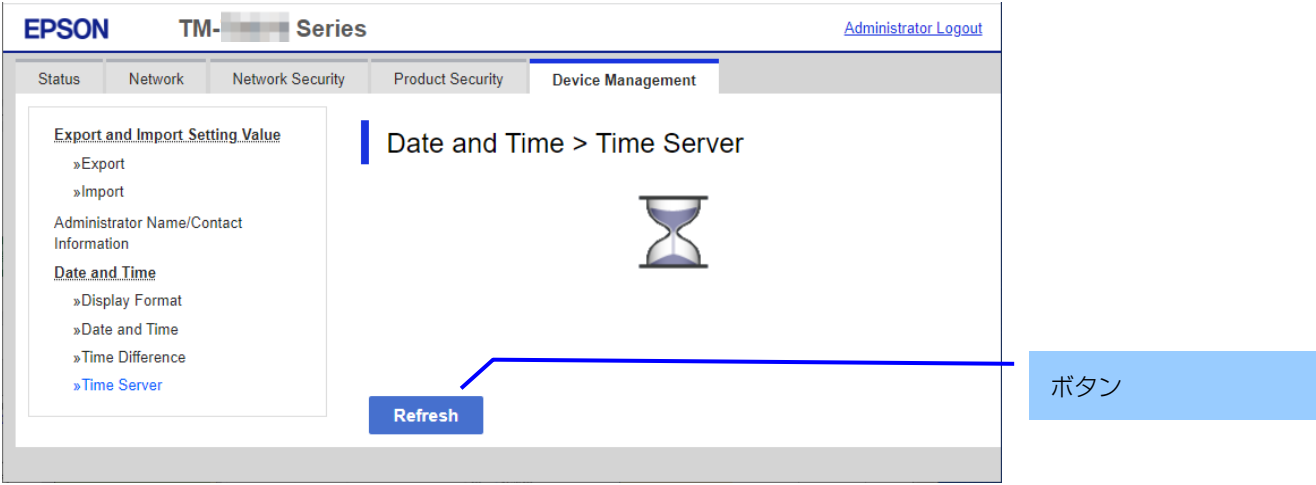 EPSON TM- Series Administrator Logout
Status Network Network Security Product Security Device Management
Export and Import Setting Value
»Export
»Import
Administrator Name/Contact
Information
Date and Time
»Display Format
»Date and Time
»Time Difference
»Time Server
Date and Time > Time Server
Refresh
ボタン